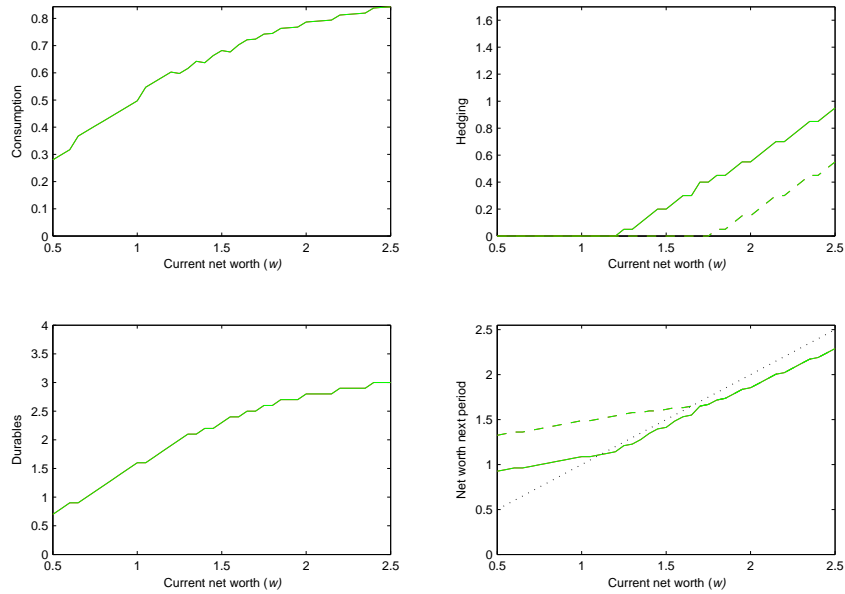 Consumption
0.8
0.7
0.6
0.5
0.4
0.3
0.2
0.1
0
0.5 1 1.5 2 2.5
Current net worth (w)
Hedging
1.6
1.4
1.2
1
0.8
0.6
0.4
0.2
0
0.5 1 1.5 2 2.5
Current net worth (w)
Durables
4
3.5
3
2.5
2
1.5
1
0.5
0
0.5 1 1.5 2 2.5
Current net worth (w)
Net worth next period
2.5
2
1.5
1
0.5
0
0.5 1 1.5 2 2.5
Current net worth (w)